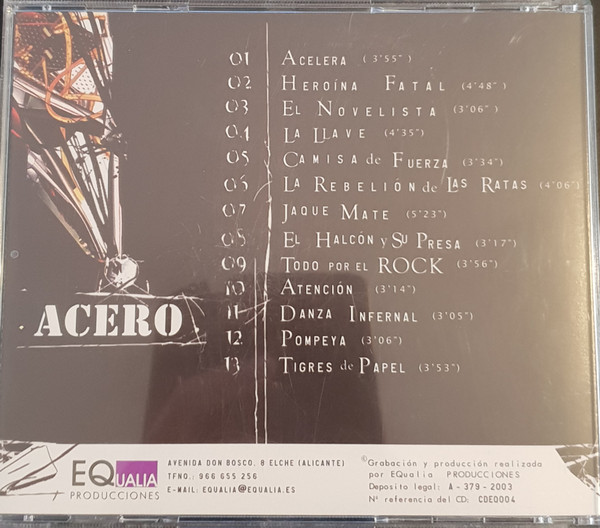 01 ACELERA (3'55")
02 HEROÍNA FATAL (4'48")
03 EL NOVELISTA (3'06")
04 LA LLAVE (4'35")
05 CAMISA de FUERZA (3'34")
06 LA REBELIÓN de LAS RATAS (4'06")
07 JAQUE MATE (5'23")
08 EL HALCÓN y SU PRESA (3'17")
09 TODO POR EL ROCK (3'56")
10 ATENCIÓN (3'14")
11 DANZA INFERNAL (3'05")
12 POMPEYA (3'06")
13 TIGRES de PAPEL (3'53")
©
ACERO
EQUALIA
PRODUCCIONES
AVENIDA DON BOSCO, 8 ELCHE (ALICANTE)
TFNO.: 966 655 256
E-MAIL: EQUALIA@EQUALIA.ES
©Grabación y producción realizada
por EQualia PRODUCCIONES
Deposito legal: A-379-2003
Nº referencia del CD: CDED004